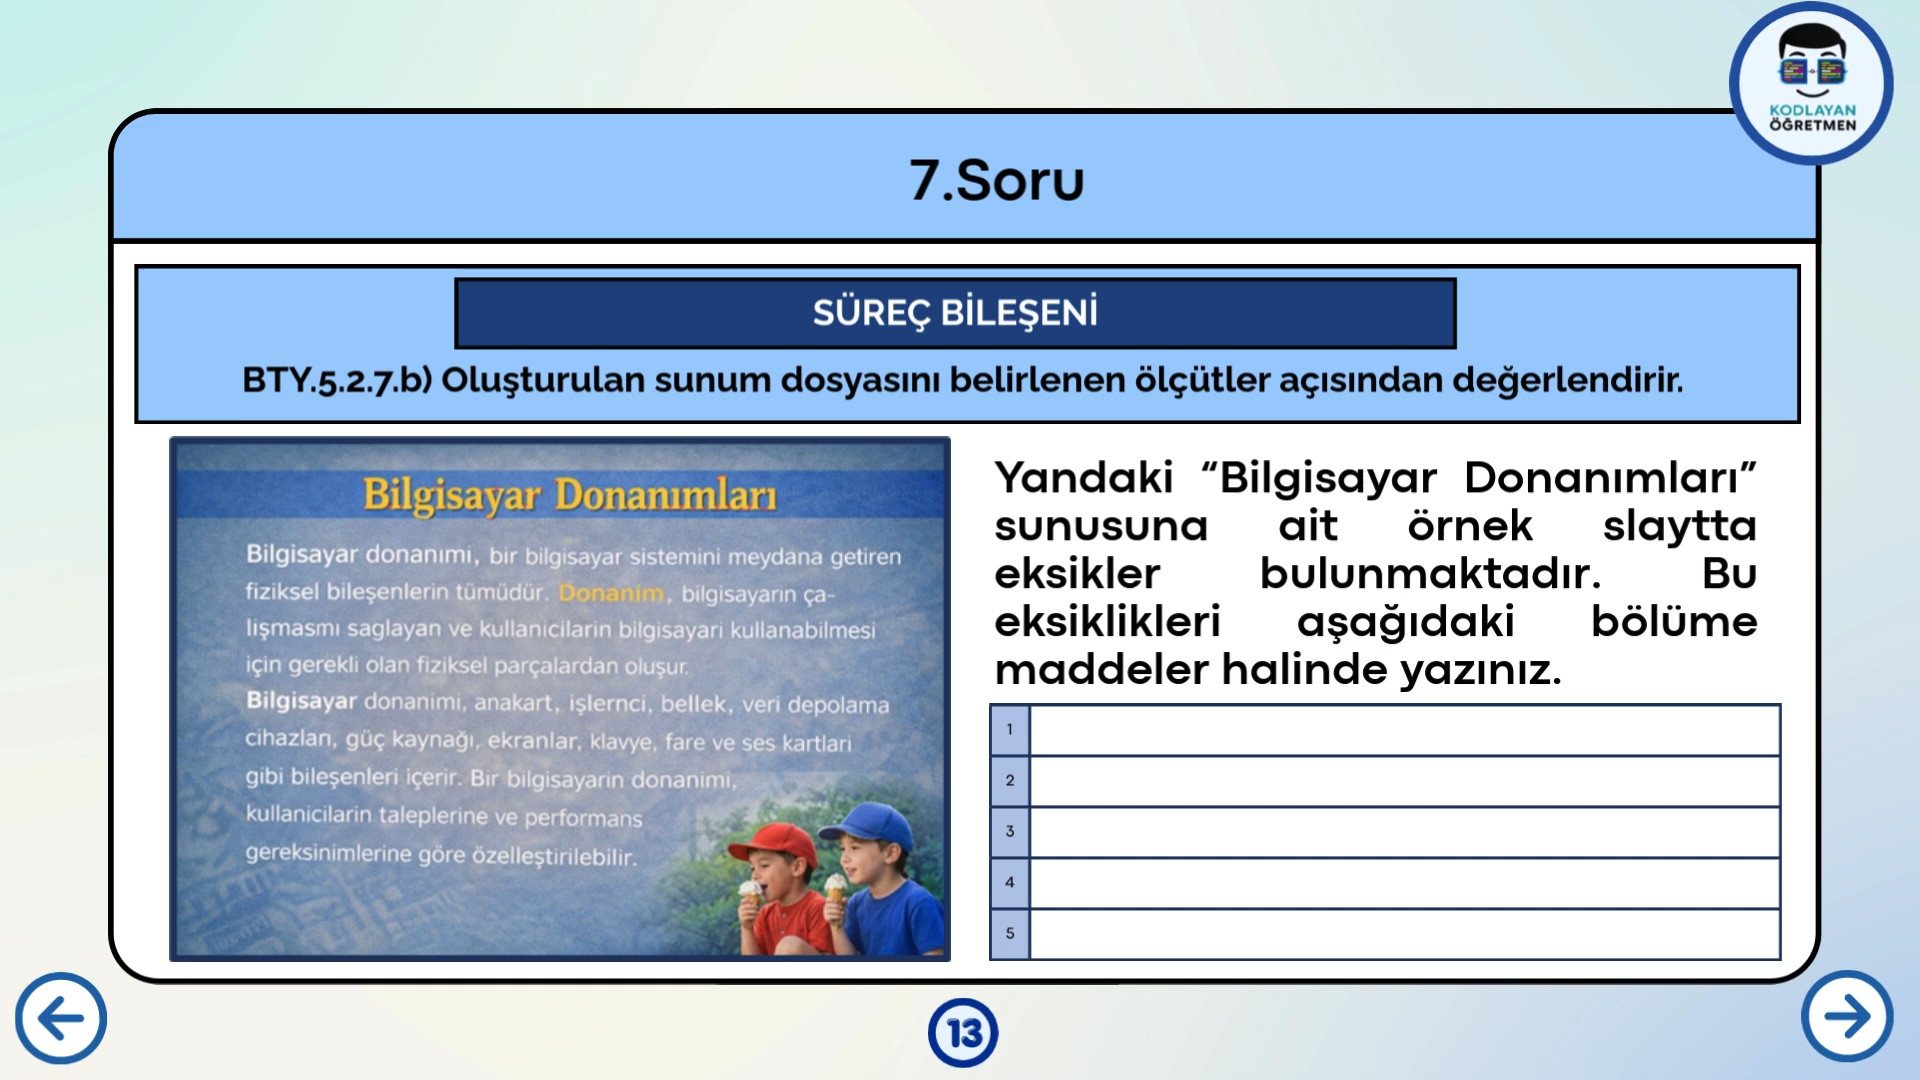 KODLAYAN
ÖĞRETMEN
7.Soru
SÜREÇ BİLEŞENİ
BTY.5.2.7.b) Oluşturulan sunum dosyasını belirlenen ölçütler açısından değerlendirir.
Bilgisayar Donanımları
Bilgisayar donanımi, bir bilgisayar sistemini meydana getiren
fiziksel bileşenlerin tümüdür. Donanim, bilgisayarın ça-
lışmasmı saglayan ve kullanicilarin bilgisayari kullanabilmesi
için gerekli olan fiziksel parçalardan oluşur.
Bilgisayar donanimı, anakart, işlernci, bellek, veri depolama
cihazları, güç kaynağı, ekranlar, klavye, fare ve ses kartlari
gibi bileşenleri içerir. Bir bilgisayarin donanimi,
kullanicilarin taleplerine ve performans
gereksinimlerine göre özelleştirilebilir.
Yandaki “Bilgisayar Donanımları”
sunusuna ait örnek slaytta
eksikler bulunmaktadır. Bu
eksiklikleri aşağıdaki bölüme
maddeler halinde yazınız.
1
2
3
4
5
13